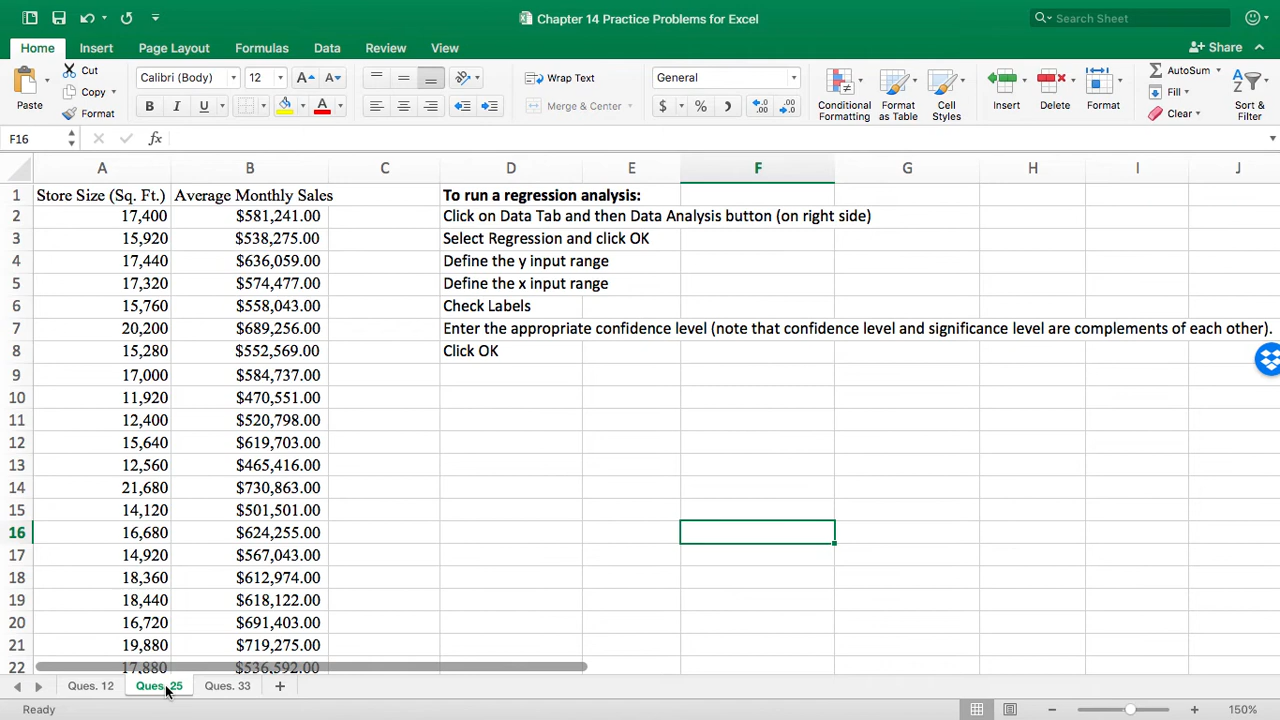 Chapter 14 Practice Problems for Excel
Search Sheet
Home Insert Page Layout Formulas Data Review View
Share
Paste
Cut
Copy
Format
Calibri (Body) 12
B I U
Wrap Text
Merge & Center
General
$ % )
Conditional Formatting
Format as Table
Cell Styles
Insert
Delete
Format
AutoSum
Fill
Clear
Sort & Filter
F16 fx
A B C D E F G H I J
1 Store Size (Sq. Ft.) Average Monthly Sales To run a regression analysis:
2 17,400 $581,241.00 Click on Data Tab and then Data Analysis button (on right side)
3 15,920 $538,275.00 Select Regression and click OK
4 17,440 $636,059.00 Define the y input range
5 17,320 $574,477.00 Define the x input range
6 15,760 $558,043.00 Check Labels
7 20,200 $689,256.00 Enter the appropriate confidence level (note that confidence level and significance level are complements of each other).
8 15,280 $552,569.00 Click OK
9 17,000 $584,737.00
10 11,920 $470,551.00
11 12,400 $520,798.00
12 15,640 $619,703.00
13 12,560 $465,416.00
14 21,680 $730,863.00
15 14,120 $501,501.00
16 16,680 $624,255.00
17 14,920 $567,043.00
18 18,360 $612,974.00
19 18,440 $618,122.00
20 16,720 $691,403.00
21 19,880 $719,275.00
22 17,880 $536,592.00
Ques. 12 Ques. 25 Ques. 33 +
Ready 150%